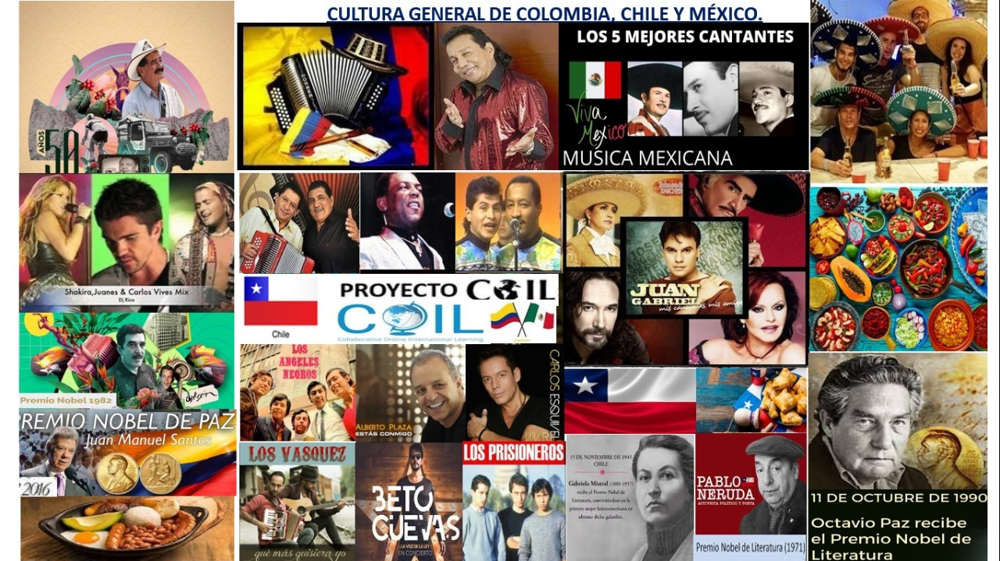 CULTURA GENERAL DE COLOMBIA, CHILE Y MÉXICO.
LOS 5 MEJORES CANTANTES
Viva
Mexico
MUSICA MEXICANA
AÑOS
50
Shakira,Juanes & Carlos Vives Mix
Dj Rico
JUAN
GABRIEL
mis canciones, mis amigos
Chile
PROYECTO COIL
COIL
Collaborative Online International Learning
Premio Nobel 1982
LOS
ANGELES
NEGROS
ALBERTO PLAZA
ESTÁS CONMIGO
CARLOS ESQUIVEL
PREMIO NOBEL DE PAZ
Juan Manuel Santos
2016
LOS VASQUEZ
que más quisiera yo
BETO
CUEVAS
LA VOZ DE LA LEY
EN CONCIERTO
LOS PRISIONEROS
15 DE NOVIEMBRE DE 1945
CHILE
Gabriela Mistral (1889-1957)
recibe el Premio Nobel de
Literatura, convirtiéndose en la
primera mujer latinoamericana en
obtener dicho galardón.
PABLO
NERUDA
ACTIVISTA POLÍTICO Y POETA
Premio Nobel de Literatura (1971)
11 DE OCTUBRE DE 1990
Octavio Paz recibe
el Premio Nobel de
Literatura